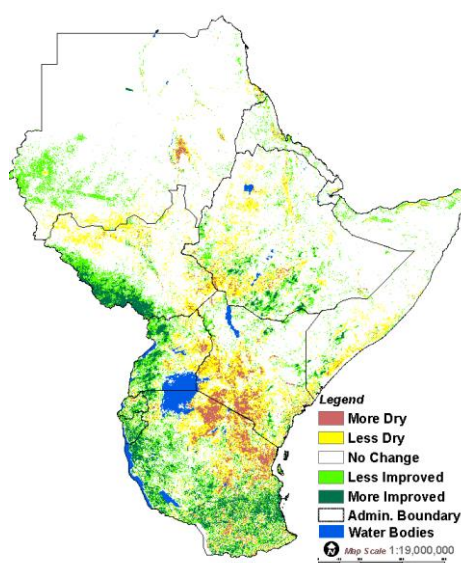 Legend
More Dry
Less Dry
No Change
Less Improved
More Improved
Admin. Boundary
Water Bodies
Map Scale 1:19,000,000